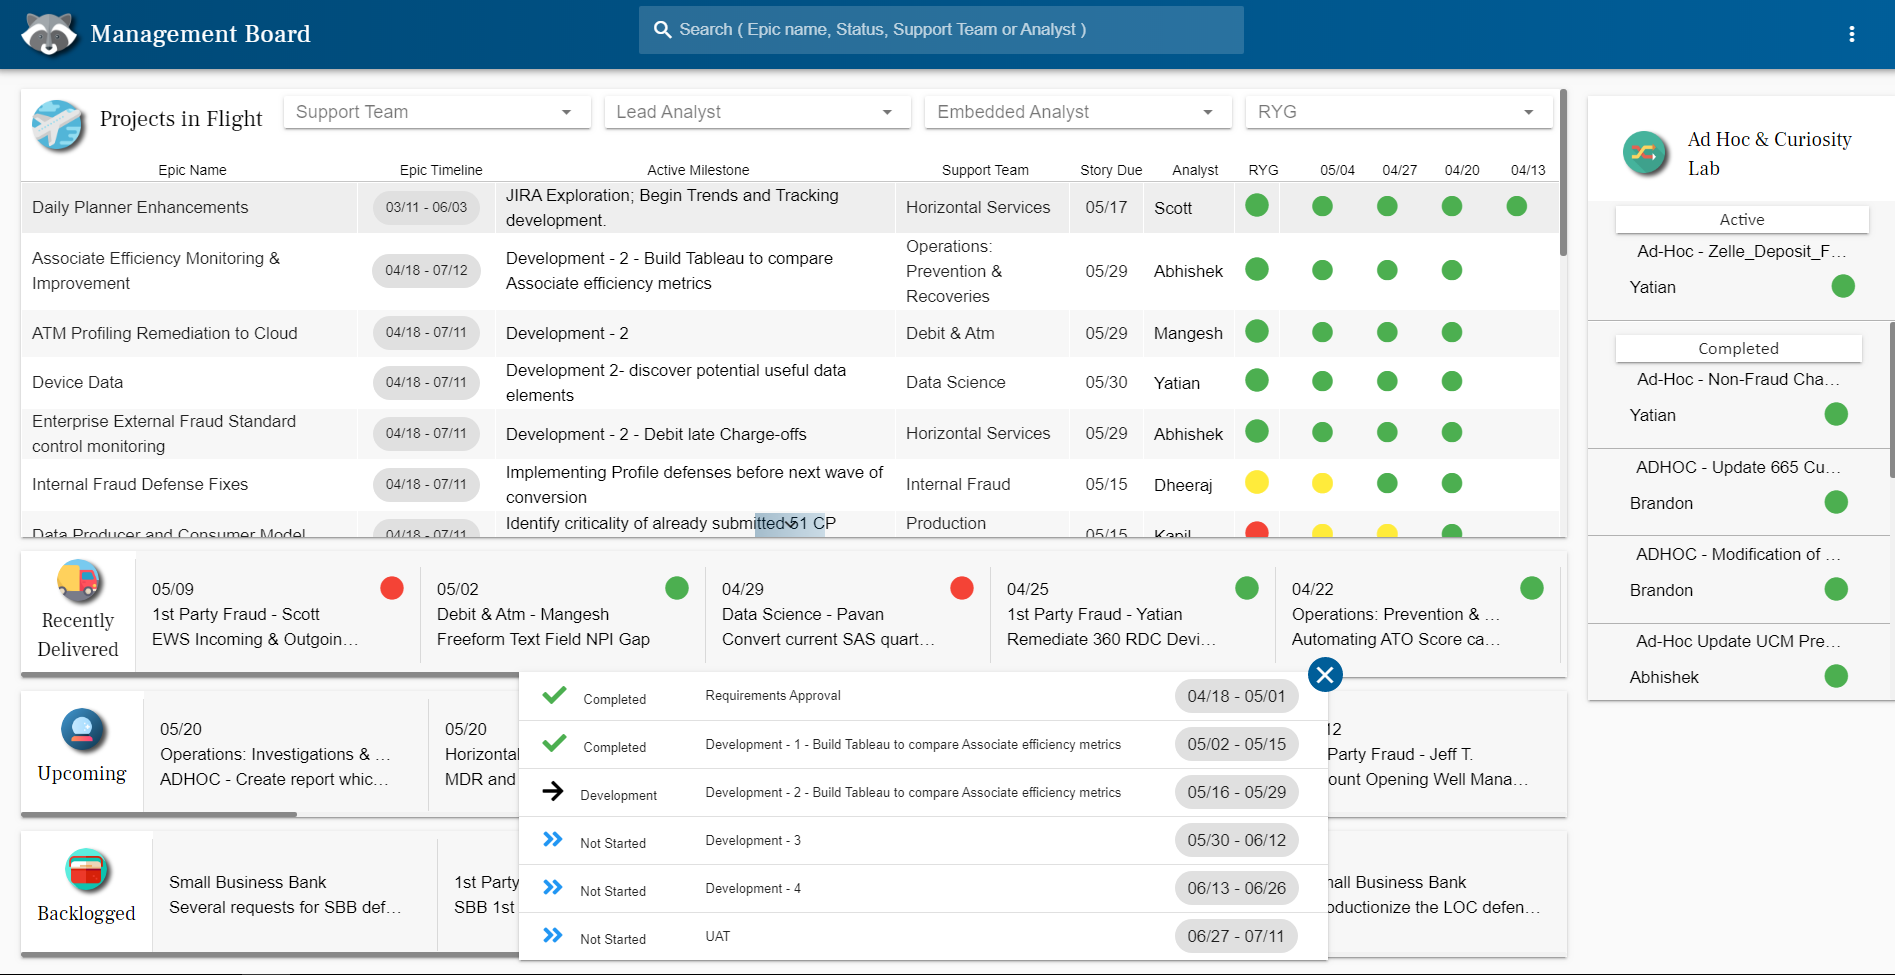 Management Board
Search ( Epic name, Status, Support Team or Analyst )
Projects in Flight
Support Team
Lead Analyst
Embedded Analyst
RYG
Epic Name Epic Timeline Active Milestone Support Team Story Due Analyst RYG 05/04 04/27 04/20 04/13
Daily Planner Enhancements
03/11 - 06/03
JIRA Exploration; Begin Trends and Tracking
development.
Horizontal Services
05/17
Scott
Associate Efficiency Monitoring &
Improvement
04/18 - 07/12
Development - 2 - Build Tableau to compare
Associate efficiency metrics
Operations:
Prevention &
Recoveries
05/29
Abhishek
ATM Profiling Remediation to Cloud
04/18 - 07/11
Development - 2
Debit & Atm
05/29
Mangesh
Device Data
04/18 - 07/11
Development 2- discover potential useful data
elements
Data Science
05/30
Yatian
Enterprise External Fraud Standard
control monitoring
04/18 - 07/11
Development - 2 - Debit late Charge-offs
Horizontal Services
05/29
Abhishek
Internal Fraud Defense Fixes
04/18 - 07/11
Implementing Profile defenses before next wave of
conversion
Internal Fraud
05/15
Dheeraj
Data Producer and Consumer Model
04/18 - 07/11
Identify criticality of already submitted 51 CP
Production
05/15
Kapil
Recently
Delivered
05/09
1st Party Fraud - Scott
EWS Incoming & Outgoin…
05/02
Debit & Atm - Mangesh
Freeform Text Field NPI Gap
04/29
Data Science - Pavan
Convert current SAS quart…
04/25
1st Party Fraud - Yatian
Remediate 360 RDC Devi…
04/22
Operations: Prevention & …
Automating ATO Score ca…
Upcoming
05/20
Operations: Investigations & …
ADHOC - Create report whic…
05/20
Horizontal
MDR and
12
Party Fraud - Jeff T.
ount Opening Well Mana…
Backlogged
Small Business Bank
Several requests for SBB def…
1st Party
SBB 1st
nall Business Bank
oductionize the LOC defen…
Completed
Requirements Approval
04/18 - 05/01
Completed
Development - 1 - Build Tableau to compare Associate efficiency metrics
05/02 - 05/15
Development
Development - 2 - Build Tableau to compare Associate efficiency metrics
05/16 - 05/29
Not Started
Development - 3
05/30 - 06/12
Not Started
Development - 4
06/13 - 06/26
Not Started
UAT
06/27 - 07/11
Ad Hoc & Curiosity
Lab
Active
Ad-Hoc - Zelle_Deposit_F…
Yatian
Completed
Ad-Hoc - Non-Fraud Cha…
Yatian
ADHOC - Update 665 Cu…
Brandon
ADHOC - Modification of …
Brandon
Ad-Hoc Update UCM Pre…
Abhishek